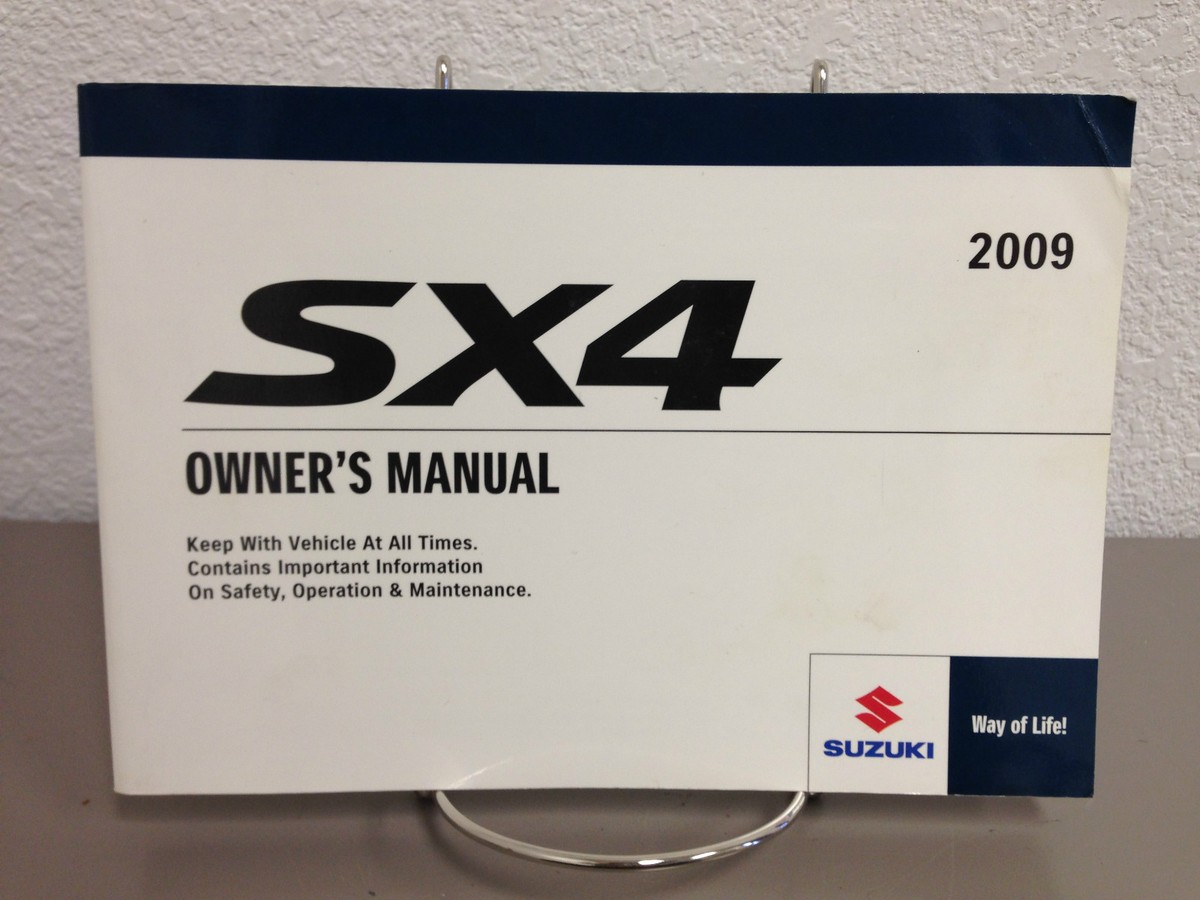 2009
SX4
OWNER'S MANUAL
Keep With Vehicle At All Times.
Contains Important Information
On Safety, Operation & Maintenance.
SUZUKI
Way of Life!